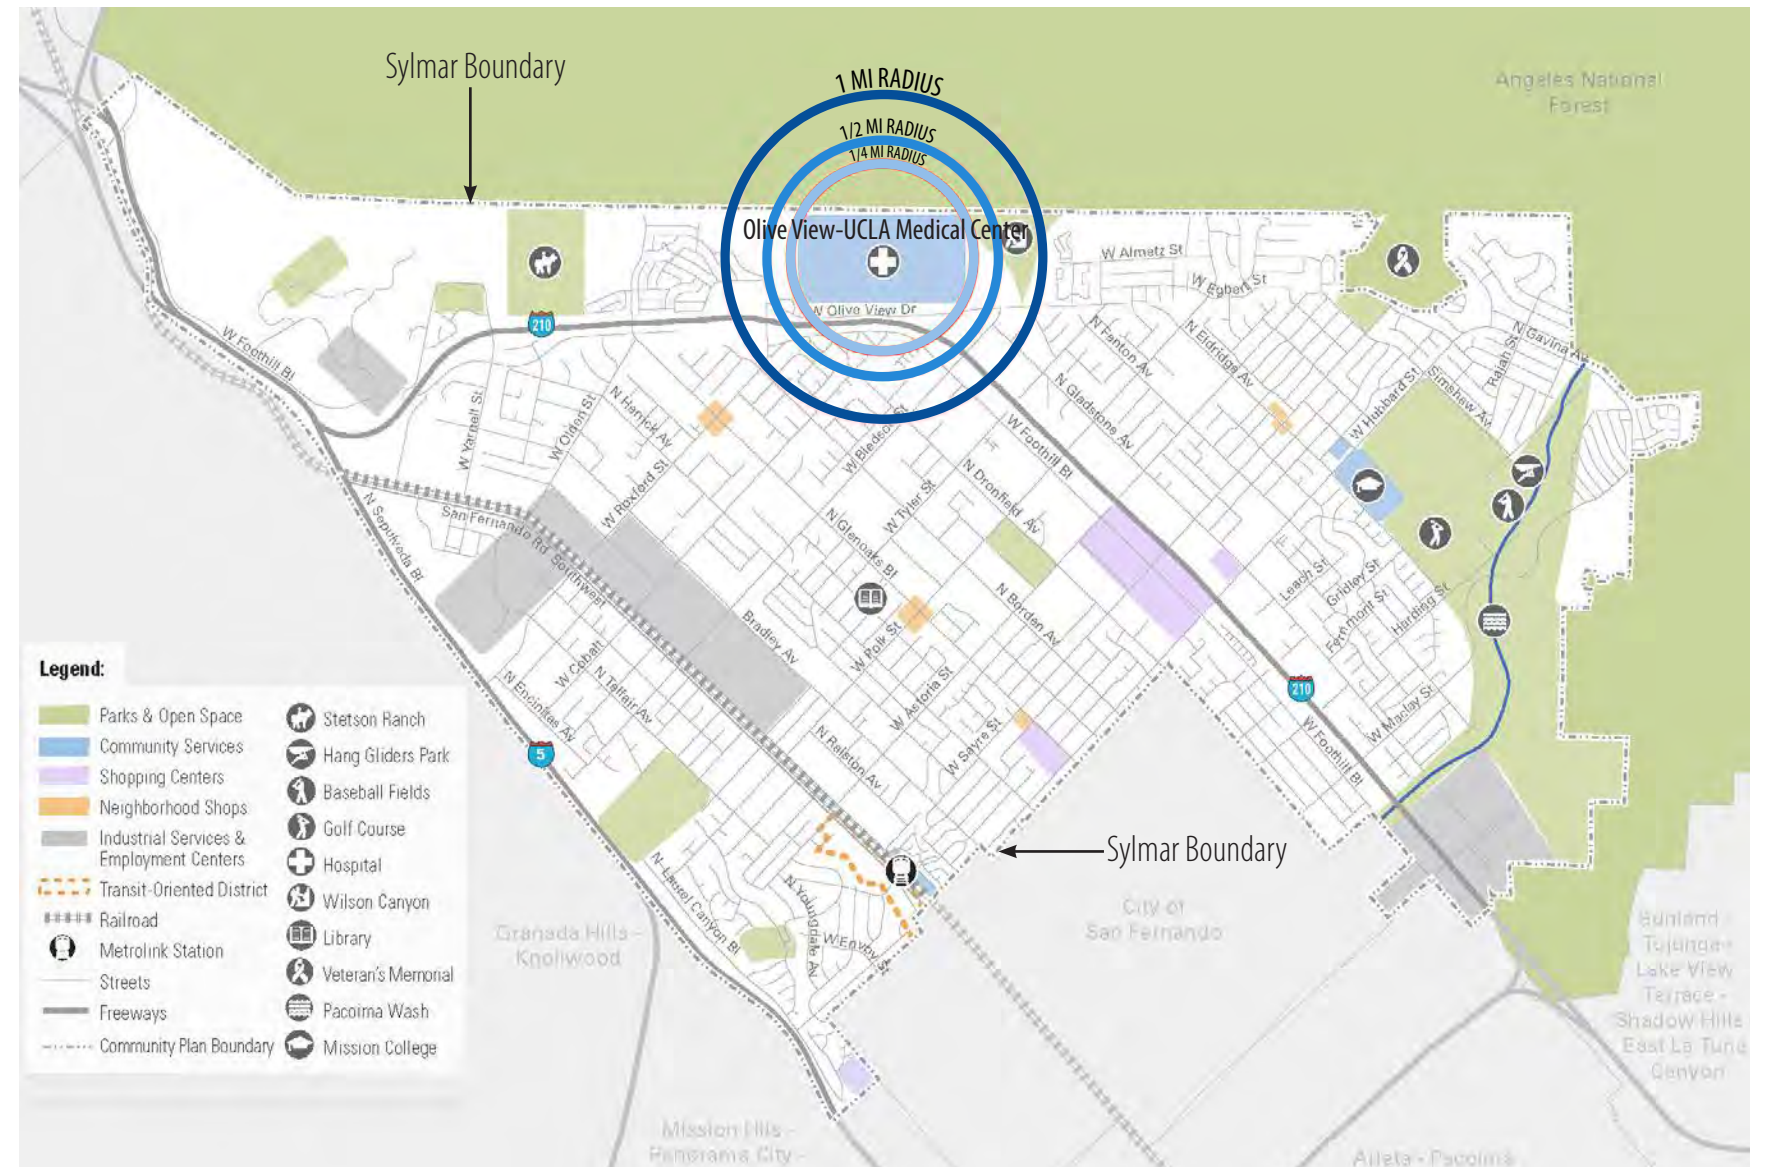 Sylmar Boundary
1 MI RADIUS
1/2 MI RADIUS
1/4 MI RADIUS
Angeles National
Forest
Olive View-UCLA Medical Center
W Almetz St
W Egbert St
W Olive View Dr
210
W Foothill Bl
N Fenton Av
N Eldridge Av
N Gavina Av
Rajah St
Simshaw Av
W Hubbard St
N Gladstone Av
W Foothill Bl
W Yarnell St
W Olden St
N Herrick Av
W Roxford St
W Bledsoe St
W Tyler St
N Dronfield Av
N Glenoaks Bl
N Sepulveda Bl
San Fernando Rd
Southwest
Leach St
Gridley St
Fernmont St
Harding St
N Borden Av
W Polk St
Bradley Av
W Cobalt
N Telfair Av
N Encinitas Av
W Astoria St
W Sayre St
N Ralston Av
210
W Maclay St
W Foothill Bl
5
Sylmar Boundary
N Laurel Canyon Bl
N Youngdale Av
W Envby St
City of
San Fernando
Granada Hills -
Knollwood
Mission Hills -
Panorama City -
Arleta - Pacoima
Sunland -
Tujunga -
Lake View
Terrace -
Shadow Hills
East La Tuna
Canyon
Legend:
Parks & Open Space
Community Services
Shopping Centers
Neighborhood Shops
Industrial Services &
Employment Centers
Transit-Oriented District
Railroad
Metrolink Station
Streets
Freeways
Community Plan Boundary
Stetson Ranch
Hang Gliders Park
Baseball Fields
Golf Course
Hospital
Wilson Canyon
Library
Veteran's Memorial
Pacoima Wash
Mission College